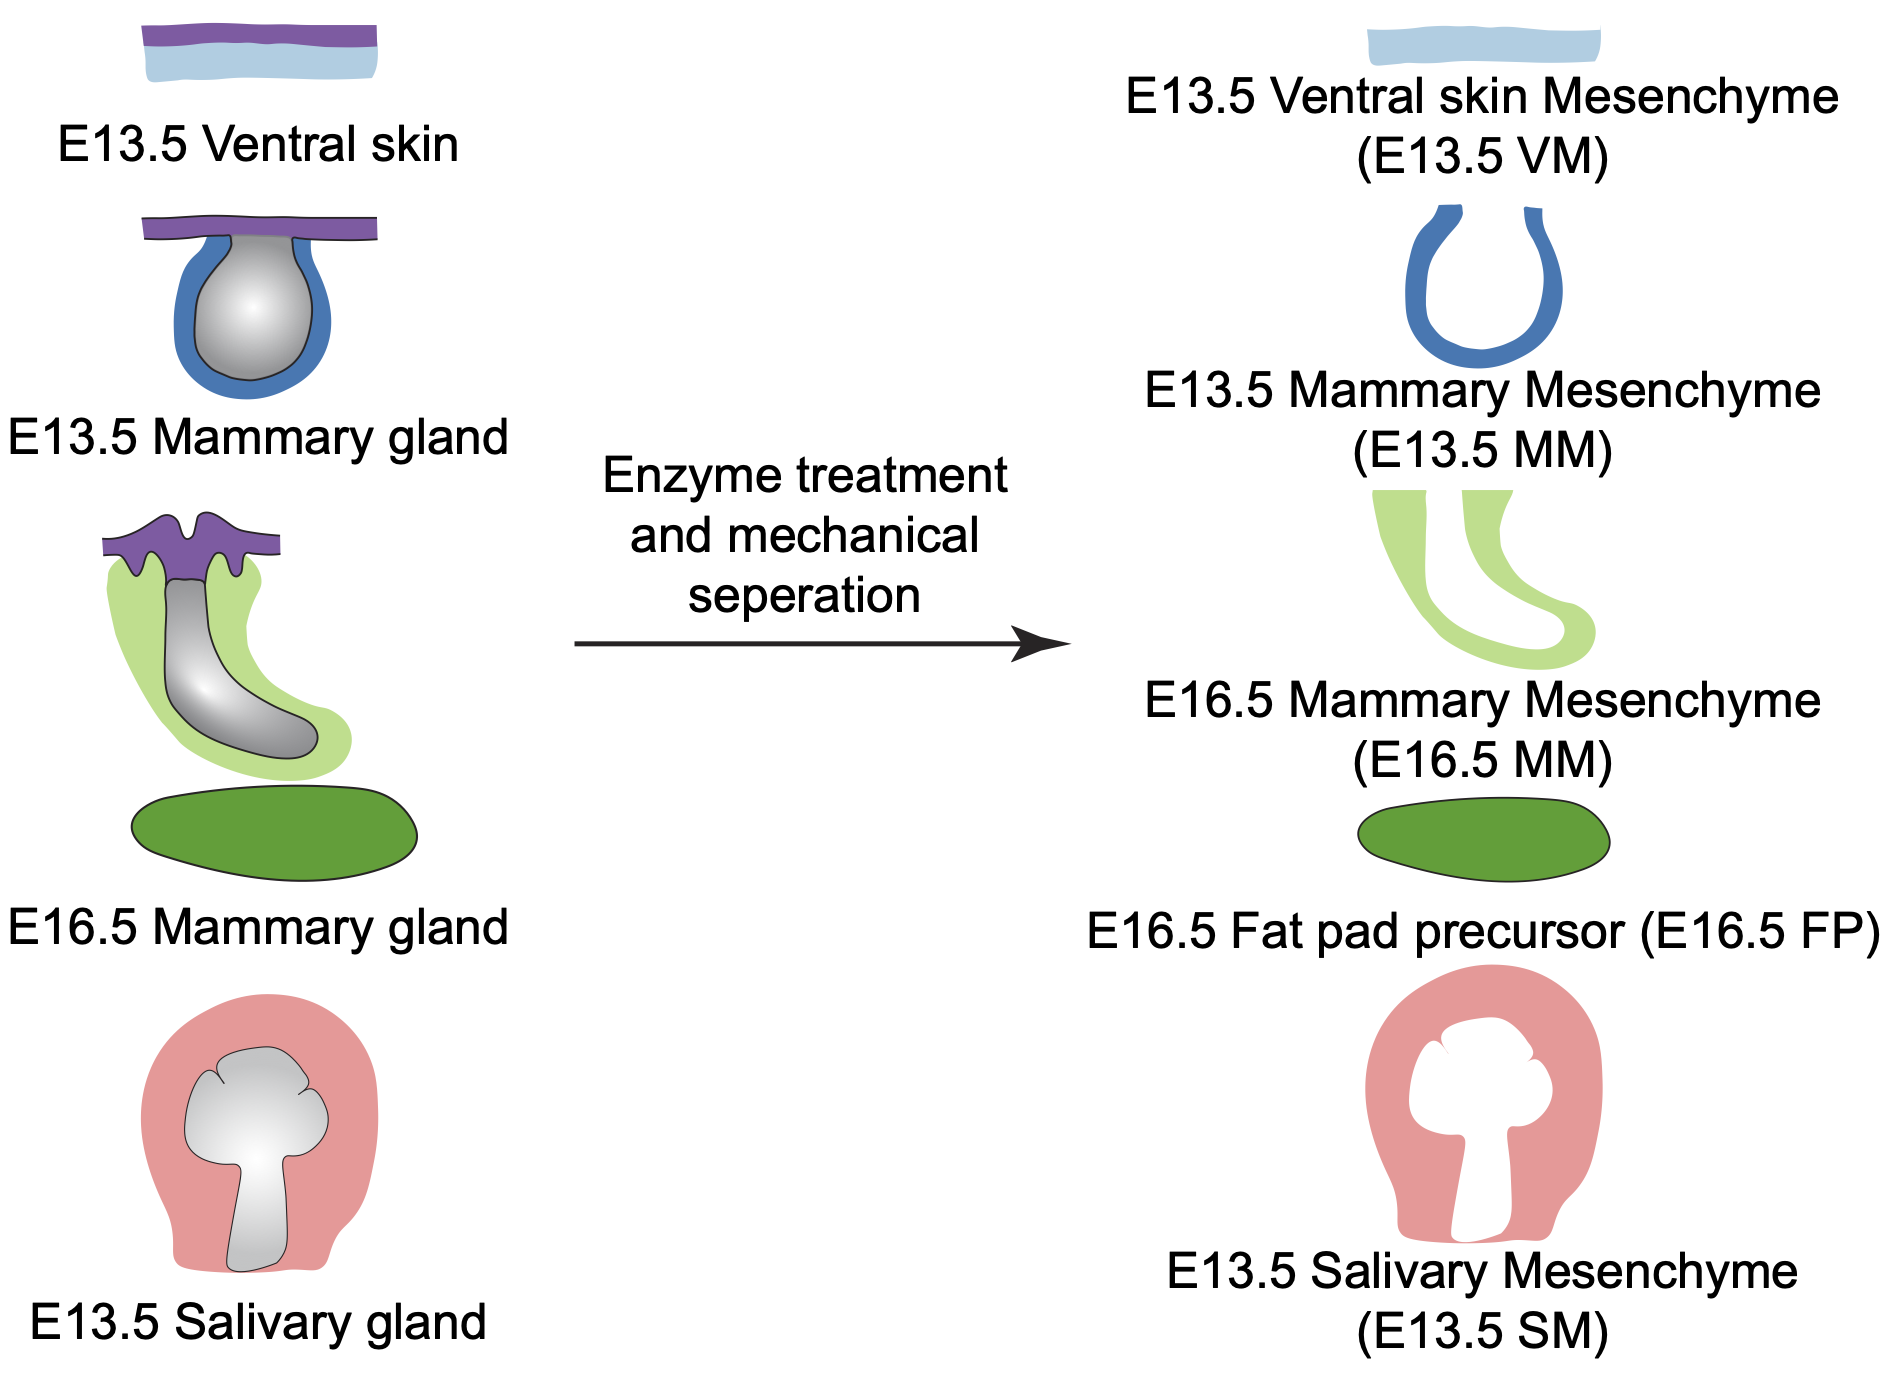 E13.5 Ventral skin
E13.5 Mammary gland
E16.5 Mammary gland
E13.5 Salivary gland
Enzyme treatment
and mechanical
seperation
E13.5 Ventral skin Mesenchyme
(E13.5 VM)
E13.5 Mammary Mesenchyme
(E13.5 MM)
E16.5 Mammary Mesenchyme
(E16.5 MM)
E16.5 Fat pad precursor (E16.5 FP)
E13.5 Salivary Mesenchyme
(E13.5 SM)